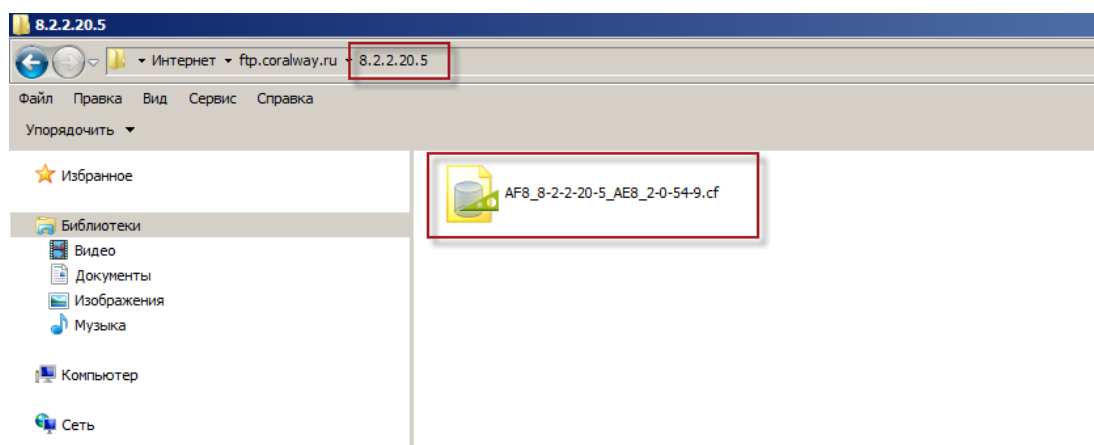 8.2.2.20.5
Интернет ftp.coralway.ru 8.2.2.20.5
Файл Правка Вид Сервис Справка
Упорядочить
Избранное
AF8_8-2-2-20-5_AE8_2-0-54-9.cf
Библиотеки
Видео
Документы
Изображения
Музыка
Компьютер
Сеть